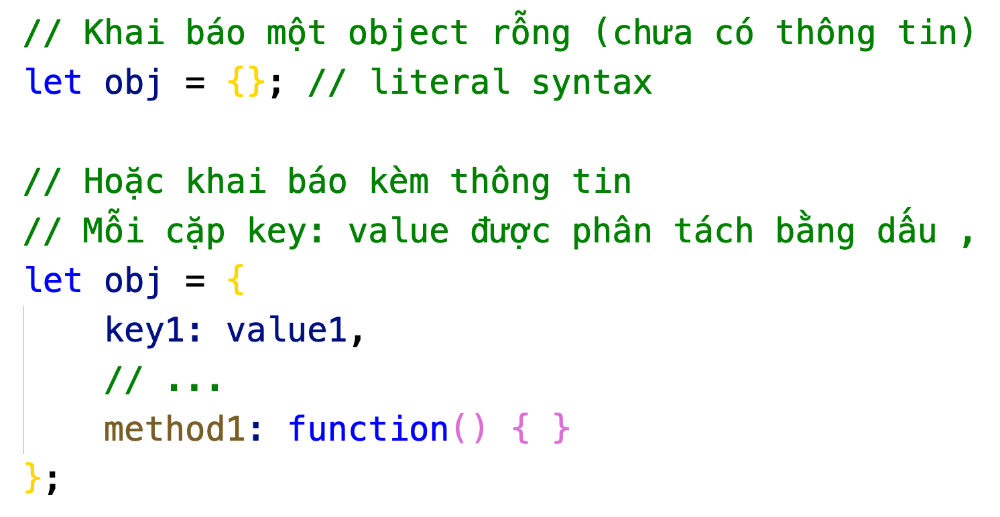 // Khai báo một object rỗng (chưa có thông tin)
let obj = {}; // literal syntax
// Hoặc khai báo kèm thông tin
// Mỗi cặp key: value được phân tách bằng dấu ,
let obj = {
    key1: value1,
    // ...
    method1: function() { }
};